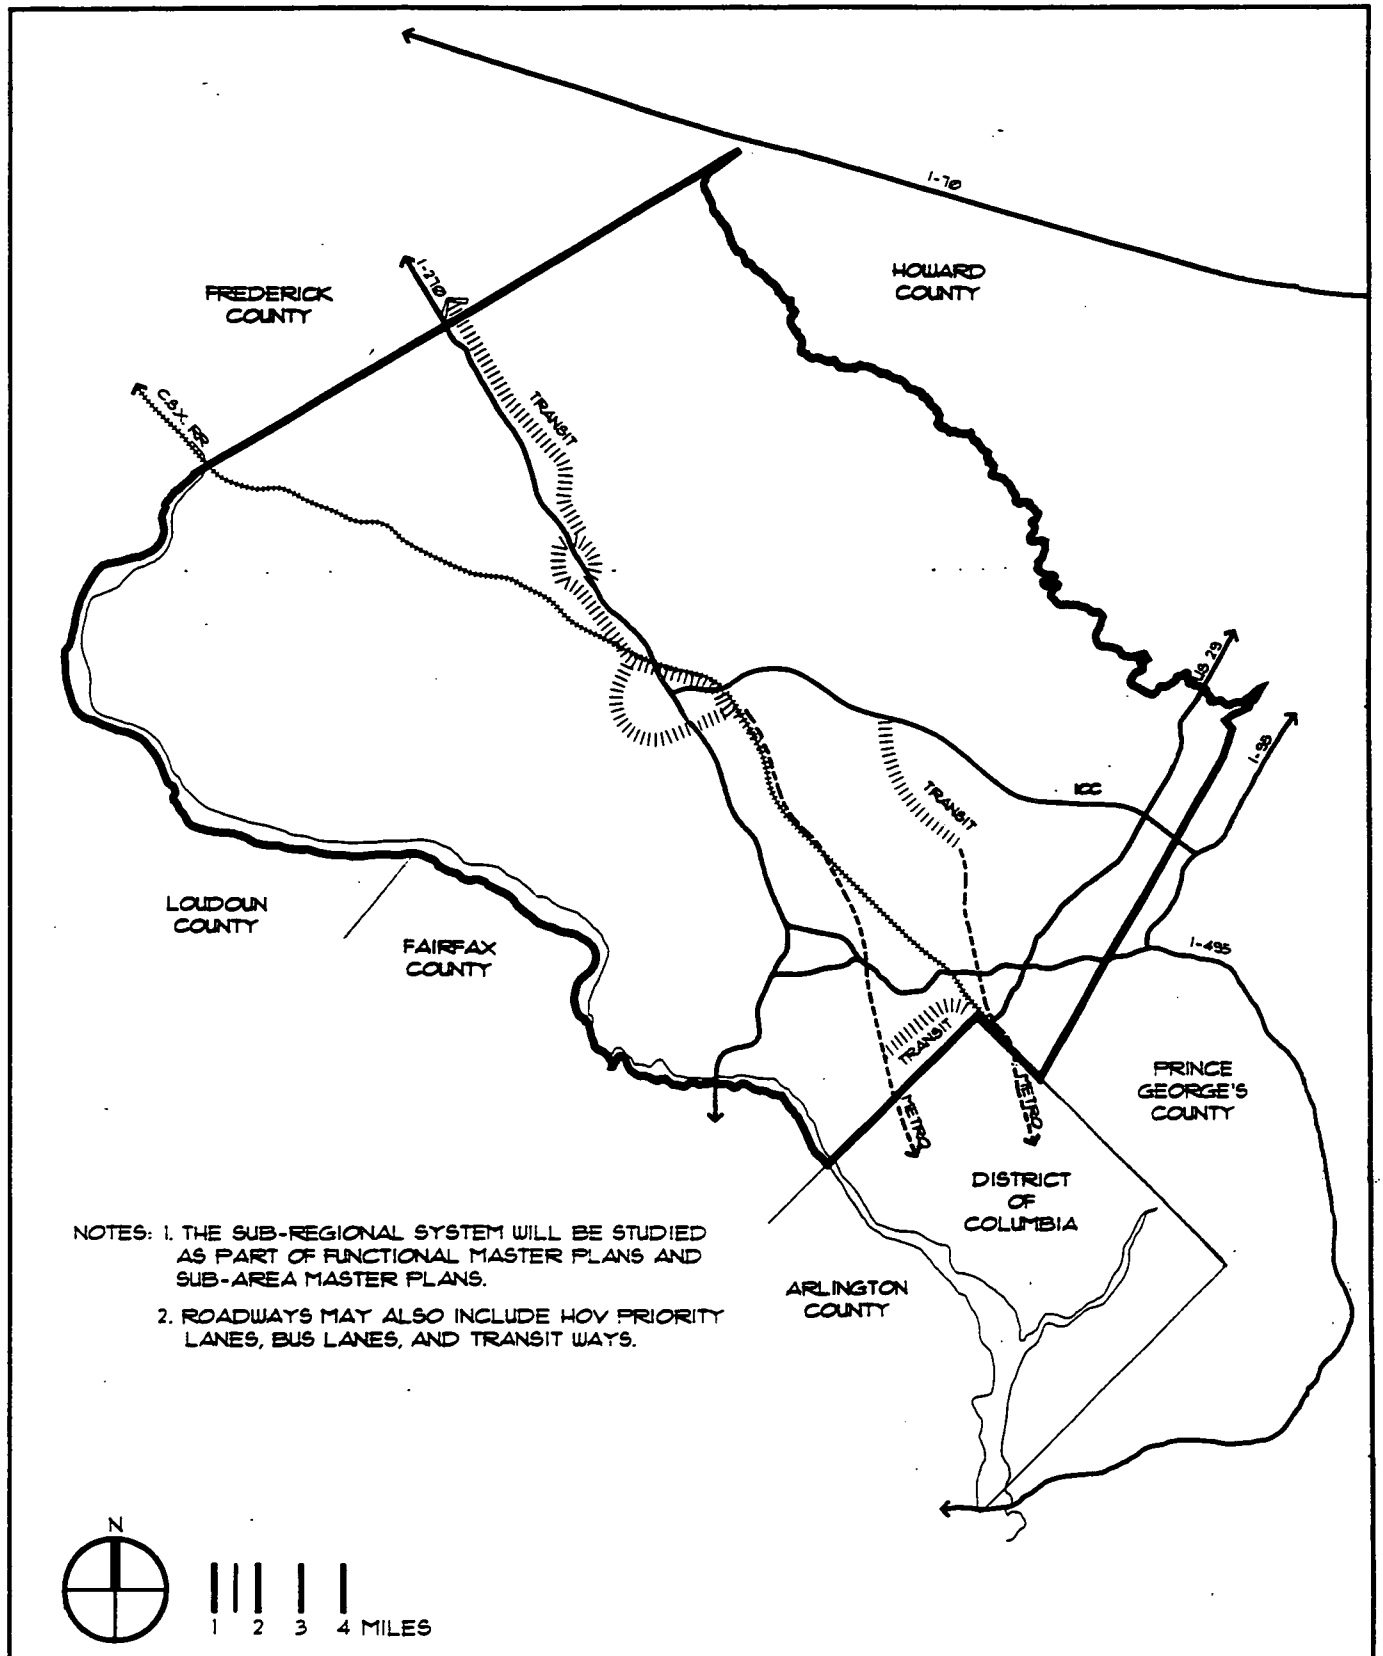 I-70
HOWARD
COUNTY
I-270
FREDERICK
COUNTY
TRANSIT
C.S.X. RR
US 29
I-95
ICC
TRANSIT
LOUDOUN
COUNTY
FAIRFAX
COUNTY
I-495
TRANSIT
PRINCE
GEORGE'S
COUNTY
METRO
METRO
DISTRICT
OF
COLUMBIA
NOTES: 1. THE SUB-REGIONAL SYSTEM WILL BE STUDIED
AS PART OF FUNCTIONAL MASTER PLANS AND
SUB-AREA MASTER PLANS.
ARLINGTON
COUNTY
2. ROADWAYS MAY ALSO INCLUDE HOV PRIORITY
LANES, BUS LANES, AND TRANSIT WAYS.
N
1 2 3 4 MILES